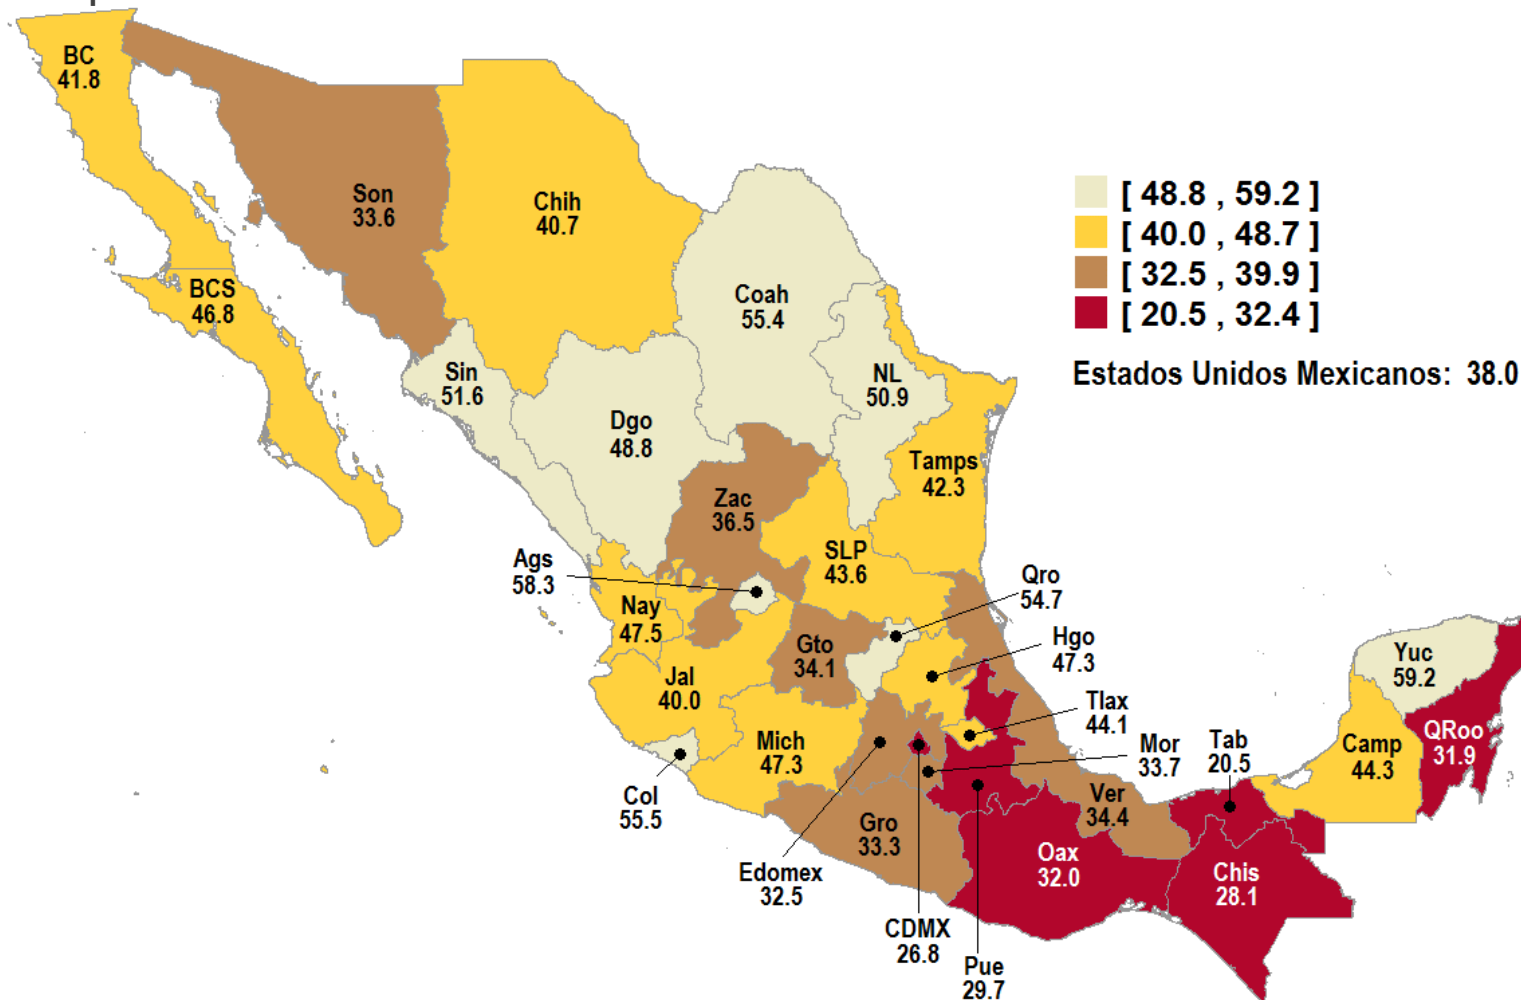 BC
41.8
Son
33.6
Chih
40.7
BCS
46.8
Coah
55.4
Sin
51.6
NL
50.9
Dgo
48.8
Tamps
42.3
Zac
36.5
SLP
43.6
Ags
58.3
Nay
47.5
Qro
54.7
Gto
34.1
Hgo
47.3
Jal
40.0
Tlax
44.1
Mich
47.3
Mor
33.7
Tab
20.5
Yuc
59.2
QRoo
31.9
Camp
44.3
Col
55.5
Ver
34.4
Gro
33.3
Edomex
32.5
Oax
32.0
Chis
28.1
CDMX
26.8
Pue
29.7
[ 48.8 , 59.2 ]
[ 40.0 , 48.7 ]
[ 32.5 , 39.9 ]
[ 20.5 , 32.4 ]
Estados Unidos Mexicanos: 38.0